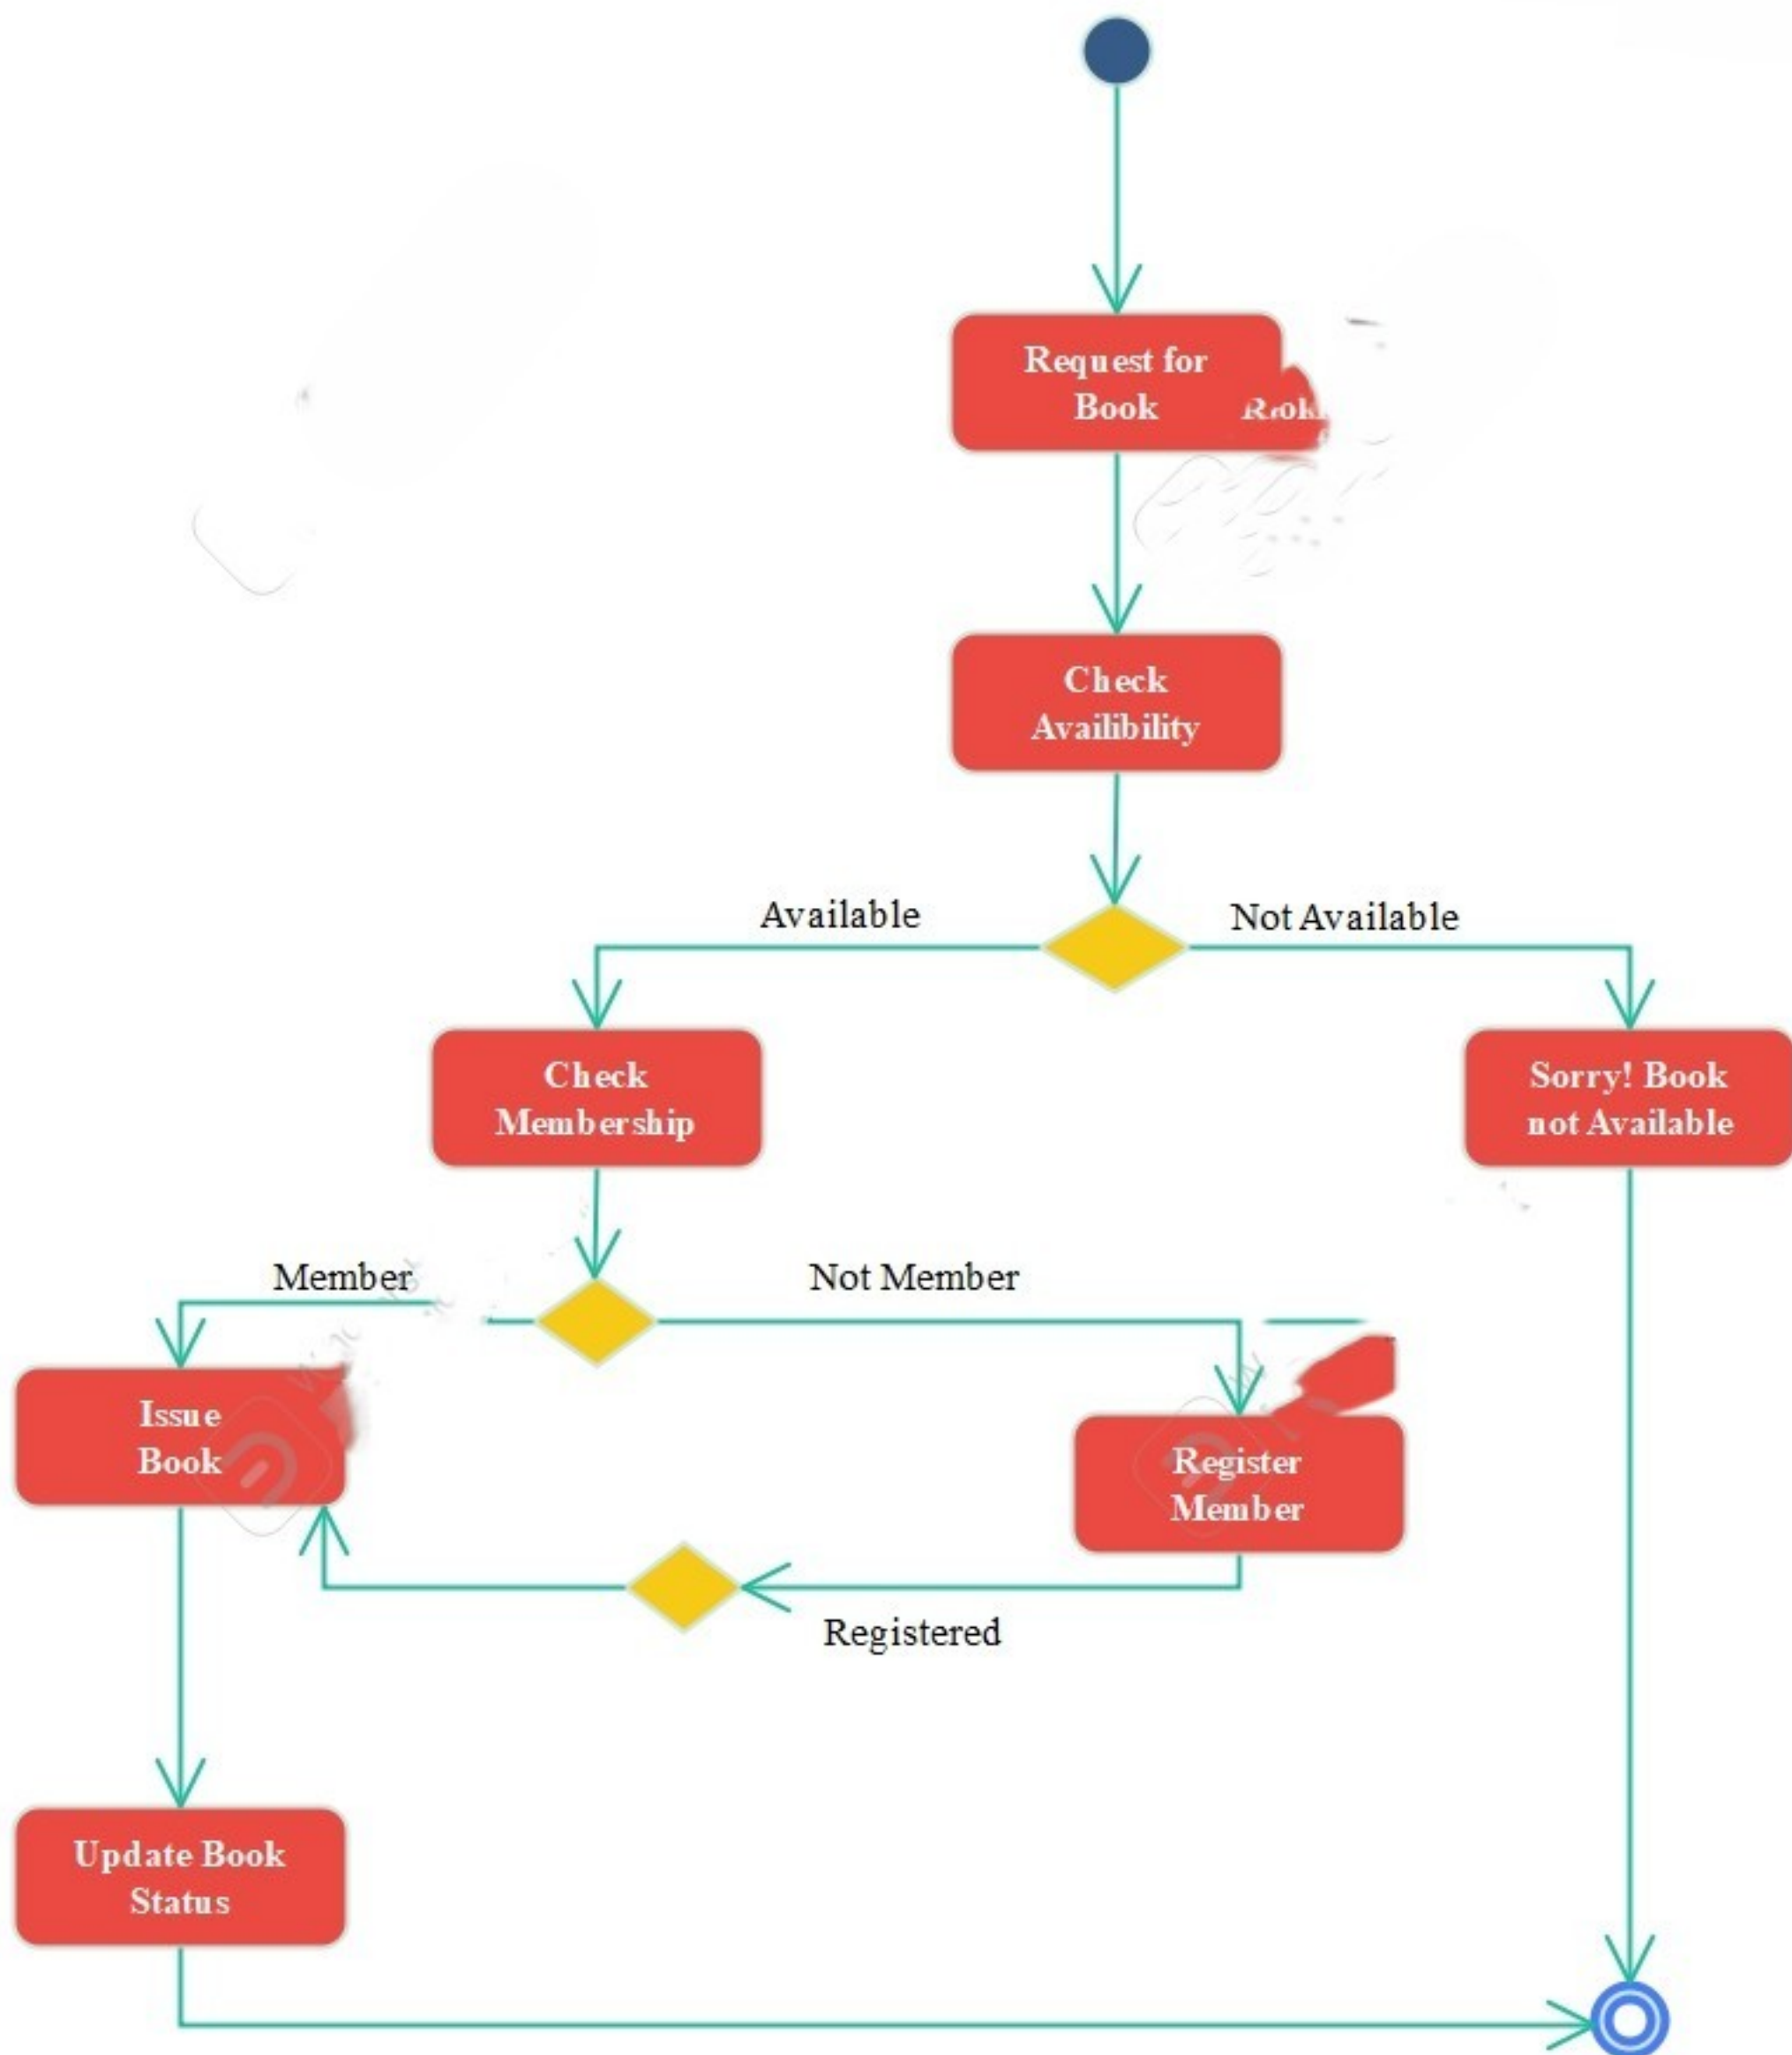 Request for
Book
Check
Availibility
Available
Not Available
Check
Membership
Sorry! Book
not Available
Member
Not Member
Issue
Book
Register
Member
Registered
Update Book
Status